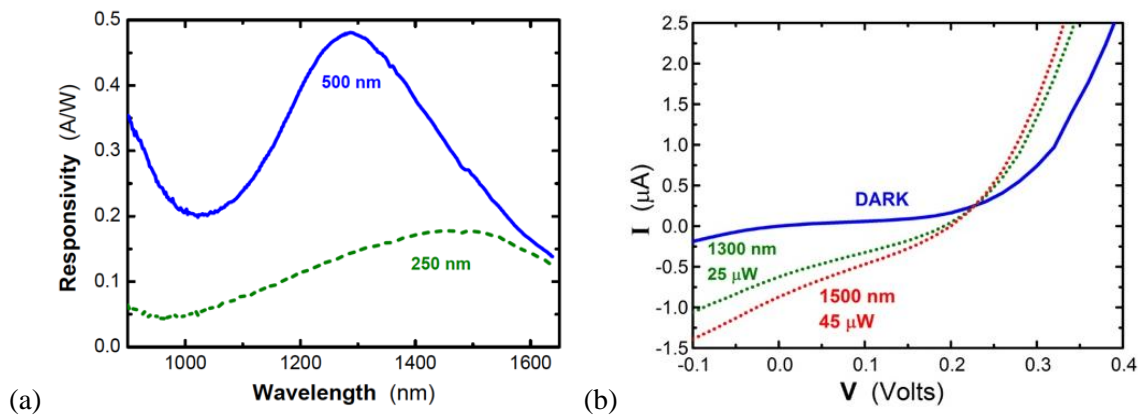 (a)
Responsivity (A/W)
0.5
0.4
0.3
0.2
0.1
0.0
500 nm
250 nm
1000
1200
1400
1600
Wavelength (nm)
(b)
I (μA)
2.5
2.0
1.5
1.0
0.5
0.0
-0.5
-1.0
-1.5
DARK
1300 nm
25 μW
1500 nm
45 μW
-0.1
0.0
0.1
0.2
0.3
0.4
V (Volts)